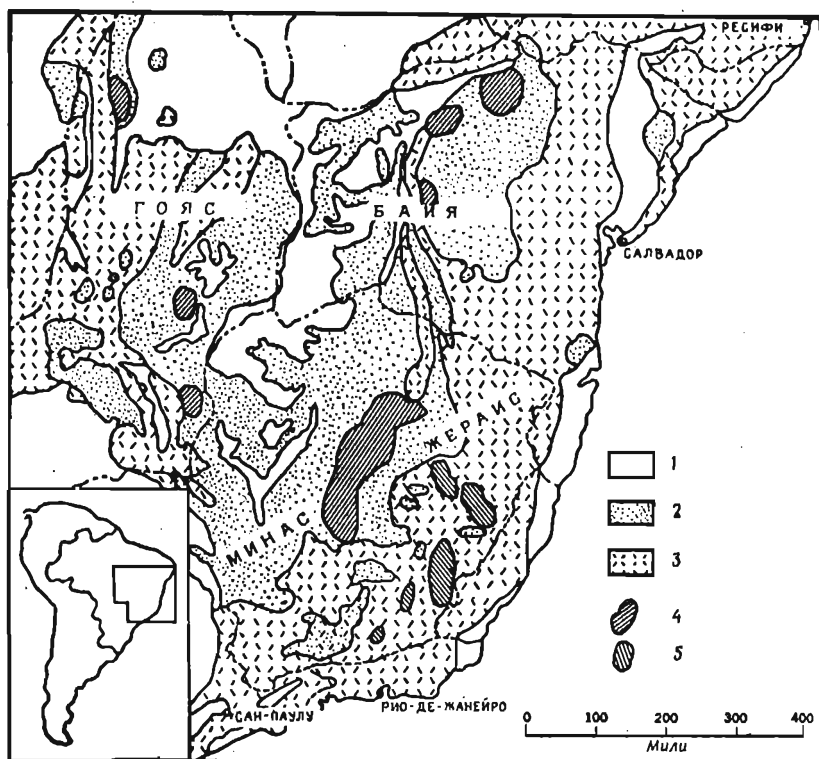 РЕСИФИ
ГОЯС
БАИЯ
САЛВАДОР
МИНАС ЖЕРАИС
1
2
3
4
5
САН-ПАУЛУ
РИО-ДЕ-ЖАНЕЙРО
0 100 200 300 400
Мили